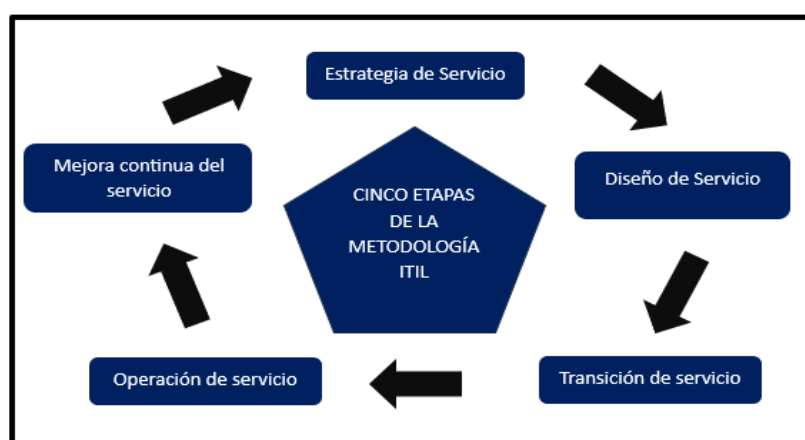 Estrategia de Servicio
Diseño de Servicio
Transición de servicio
Operación de servicio
Mejora continua del
servicio
CINCO ETAPAS
DE LA
METODOLOGÍA
ITIL